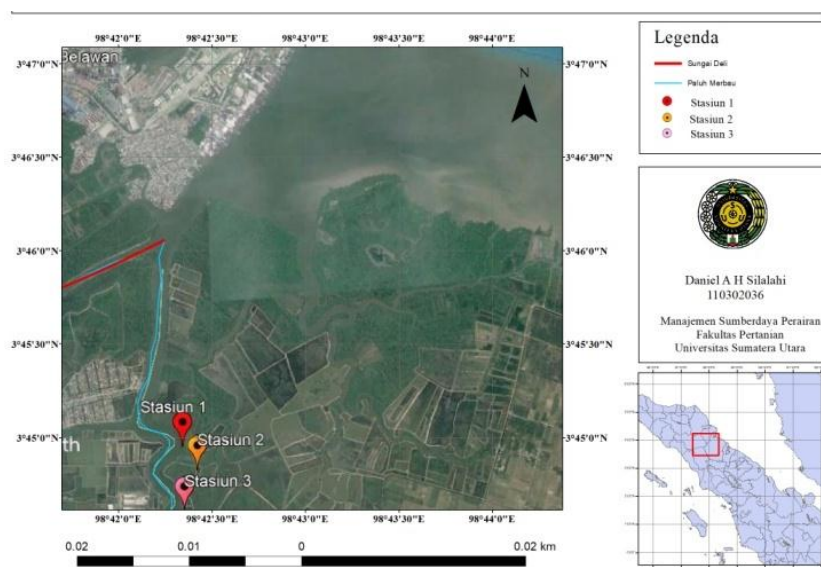 98°42'0"E 98°42'30"E 98°43'0"E 98°43'30"E 98°44'0"E
Belawan
N
3°47'0"N 3°47'0"N
3°46'30"N 3°46'30"N
3°46'0"N 3°46'0"N
3°45'30"N 3°45'30"N
3°45'0"N 3°45'0"N
Stasiun 1
Stasiun 2
th
Stasiun 3
98°42'0"E 98°42'30"E 98°43'0"E 98°43'30"E 98°44'0"E
0.02 0.01 0 0.02 km
Legenda
Sungai Deli
Paluh Merbau
Stasiun 1
Stasiun 2
Stasiun 3
Daniel A H Silalahi
110302036
Manajemen Sumberdaya Perairan
Fakultas Pertanian
Universitas Sumatera Utara